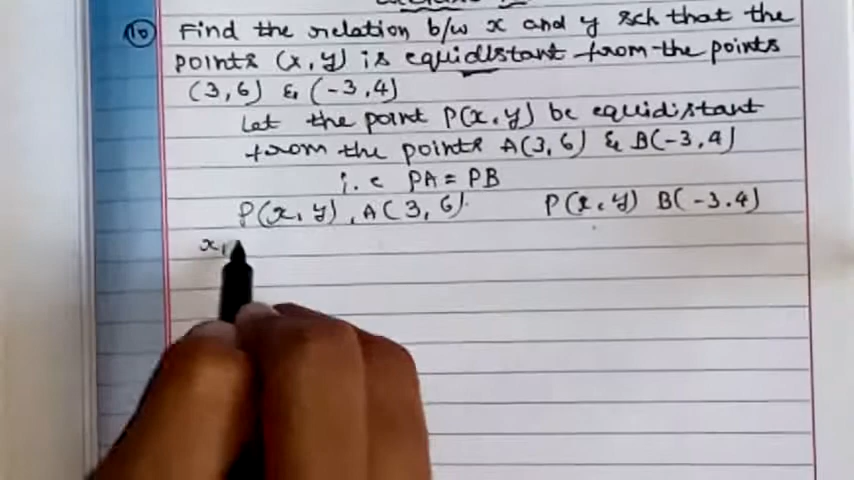 10 Find the relation b/w x and y sch that the
points (x, y) is equidistant from the points
(3, 6) & (-3, 4)
Let the point P(x, y) be equidistant
from the points A(3, 6) & B(-3, 4)
i.e PA = PB
P(x, y), A(3, 6) P(x, y) B(-3.4)
x1